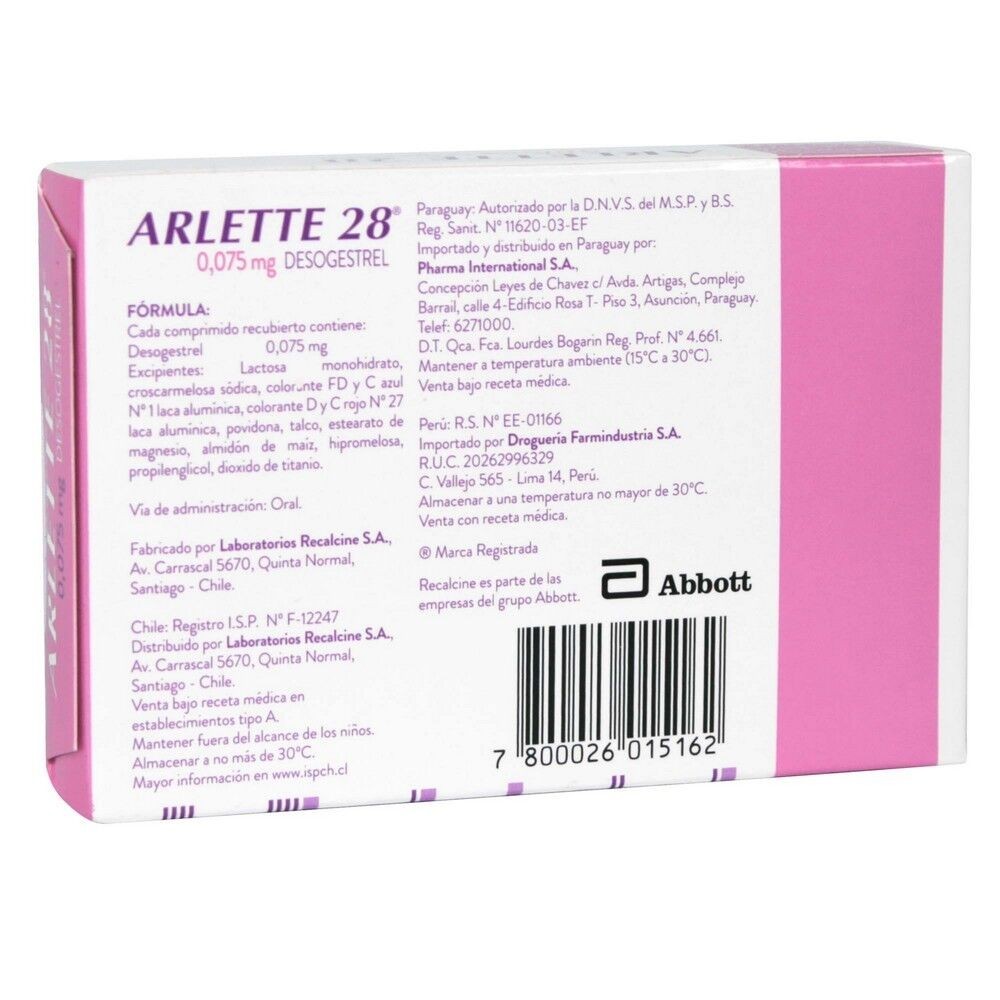 ARLETTE 28®
0,075 mg DESOGESTREL
FÓRMULA:
Cada comprimido recubierto contiene:
Desogestrel 0,075 mg
Excipientes: Lactosa monohidrato,
croscarmelosa sódica, colorante FD y C azul
N° 1 laca alumínica, colorante D y C rojo N° 27
laca alumínica, povidona, talco, estearato de
magnesio, almidón de maíz, hipromelosa,
propilenglicol, dioxido de titanio.
Vía de administración: Oral.
Fabricado por Laboratorios Recalcine S.A.,
Av. Carrascal 5670, Quinta Normal,
Santiago - Chile.
Chile: Registro I.S.P. N° F-12247
Distribuido por Laboratorios Recalcine S.A.,
Av. Carrascal 5670, Quinta Normal,
Santiago - Chile.
Venta bajo receta médica en
establecimientos tipo A.
Mantener fuera del alcance de los niños.
Almacenar a no más de 30°C.
Mayor información en www.ispch.cl
Paraguay: Autorizado por la D.N.V.S. del M.S.P. y B.S.
Reg. Sanit. N° 11620-03-EF
Importado y distribuido en Paraguay por:
Pharma International S.A.,
Concepción Leyes de Chavez c/ Avda. Artigas, Complejo
Barrail, calle 4-Edificio Rosa T- Piso 3, Asunción, Paraguay.
Telef: 6271000.
D.T. Qca. Fca. Lourdes Bogarin Reg. Prof. N° 4.661.
Mantener a temperatura ambiente (15°C a 30°C).
Venta bajo receta médica.
Perú: R.S. N° EE-01166
Importado por Droguería Farmindustria S.A.
R.U.C. 20262996329
C. Vallejo 565 - Lima 14, Perú.
Almacenar a una temperatura no mayor de 30°C.
Venta con receta médica.
® Marca Registrada
Recalcine es parte de las
empresas del grupo Abbott.
Abbott
7 800026 015162
ARLETTE 28
0,075 mg DESOGESTREL